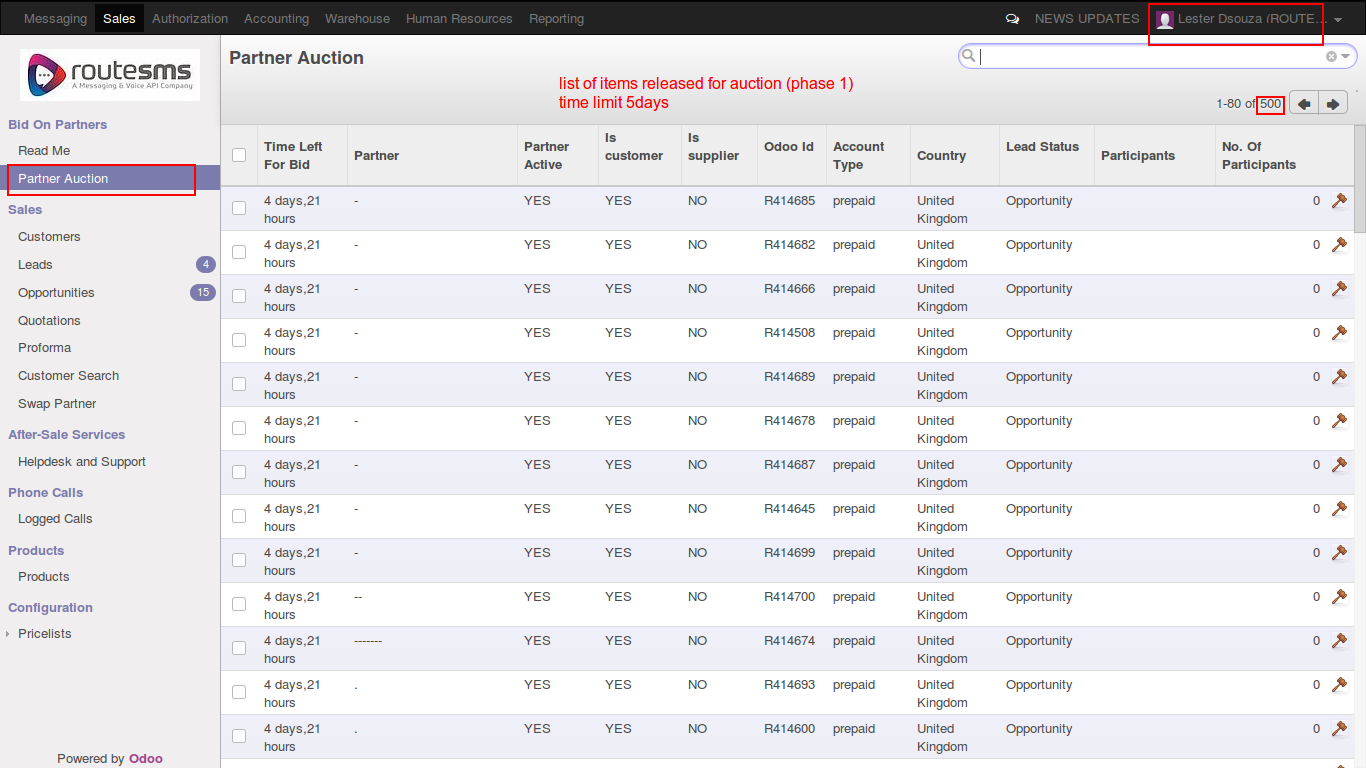 Messaging Sales Authorization Accounting Warehouse Human Resources Reporting NEWS UPDATES Lester Dsouza (ROUTE...
routesms
A Messaging & Voice API Company
Bid On Partners
Read Me
Partner Auction
Sales
Customers
Leads 4
Opportunities 15
Quotations
Proforma
Customer Search
Swap Partner
After-Sale Services
Helpdesk and Support
Phone Calls
Logged Calls
Products
Products
Configuration
Pricelists
Powered by Odoo
Partner Auction
list of items released for auction (phase 1)
time limit 5days
1-80 of 500
Time Left For Bid Partner Partner Active Is customer Is supplier Odoo Id Account Type Country Lead Status Participants No. Of Participants
4 days,21 hours - YES YES NO R414685 prepaid United Kingdom Opportunity 0
4 days,21 hours - YES YES NO R414682 prepaid United Kingdom Opportunity 0
4 days,21 hours - YES YES NO R414666 prepaid United Kingdom Opportunity 0
4 days,21 hours - YES YES NO R414508 prepaid United Kingdom Opportunity 0
4 days,21 hours - YES YES NO R414689 prepaid United Kingdom Opportunity 0
4 days,21 hours - YES YES NO R414678 prepaid United Kingdom Opportunity 0
4 days,21 hours - YES YES NO R414687 prepaid United Kingdom Opportunity 0
4 days,21 hours - YES YES NO R414645 prepaid United Kingdom Opportunity 0
4 days,21 hours - YES YES NO R414699 prepaid United Kingdom Opportunity 0
4 days,21 hours -- YES YES NO R414700 prepaid United Kingdom Opportunity 0
4 days,21 hours ------- YES YES NO R414674 prepaid United Kingdom Opportunity 0
4 days,21 hours . YES YES NO R414693 prepaid United Kingdom Opportunity 0
4 days,21 hours . YES YES NO R414600 prepaid United Kingdom Opportunity 0